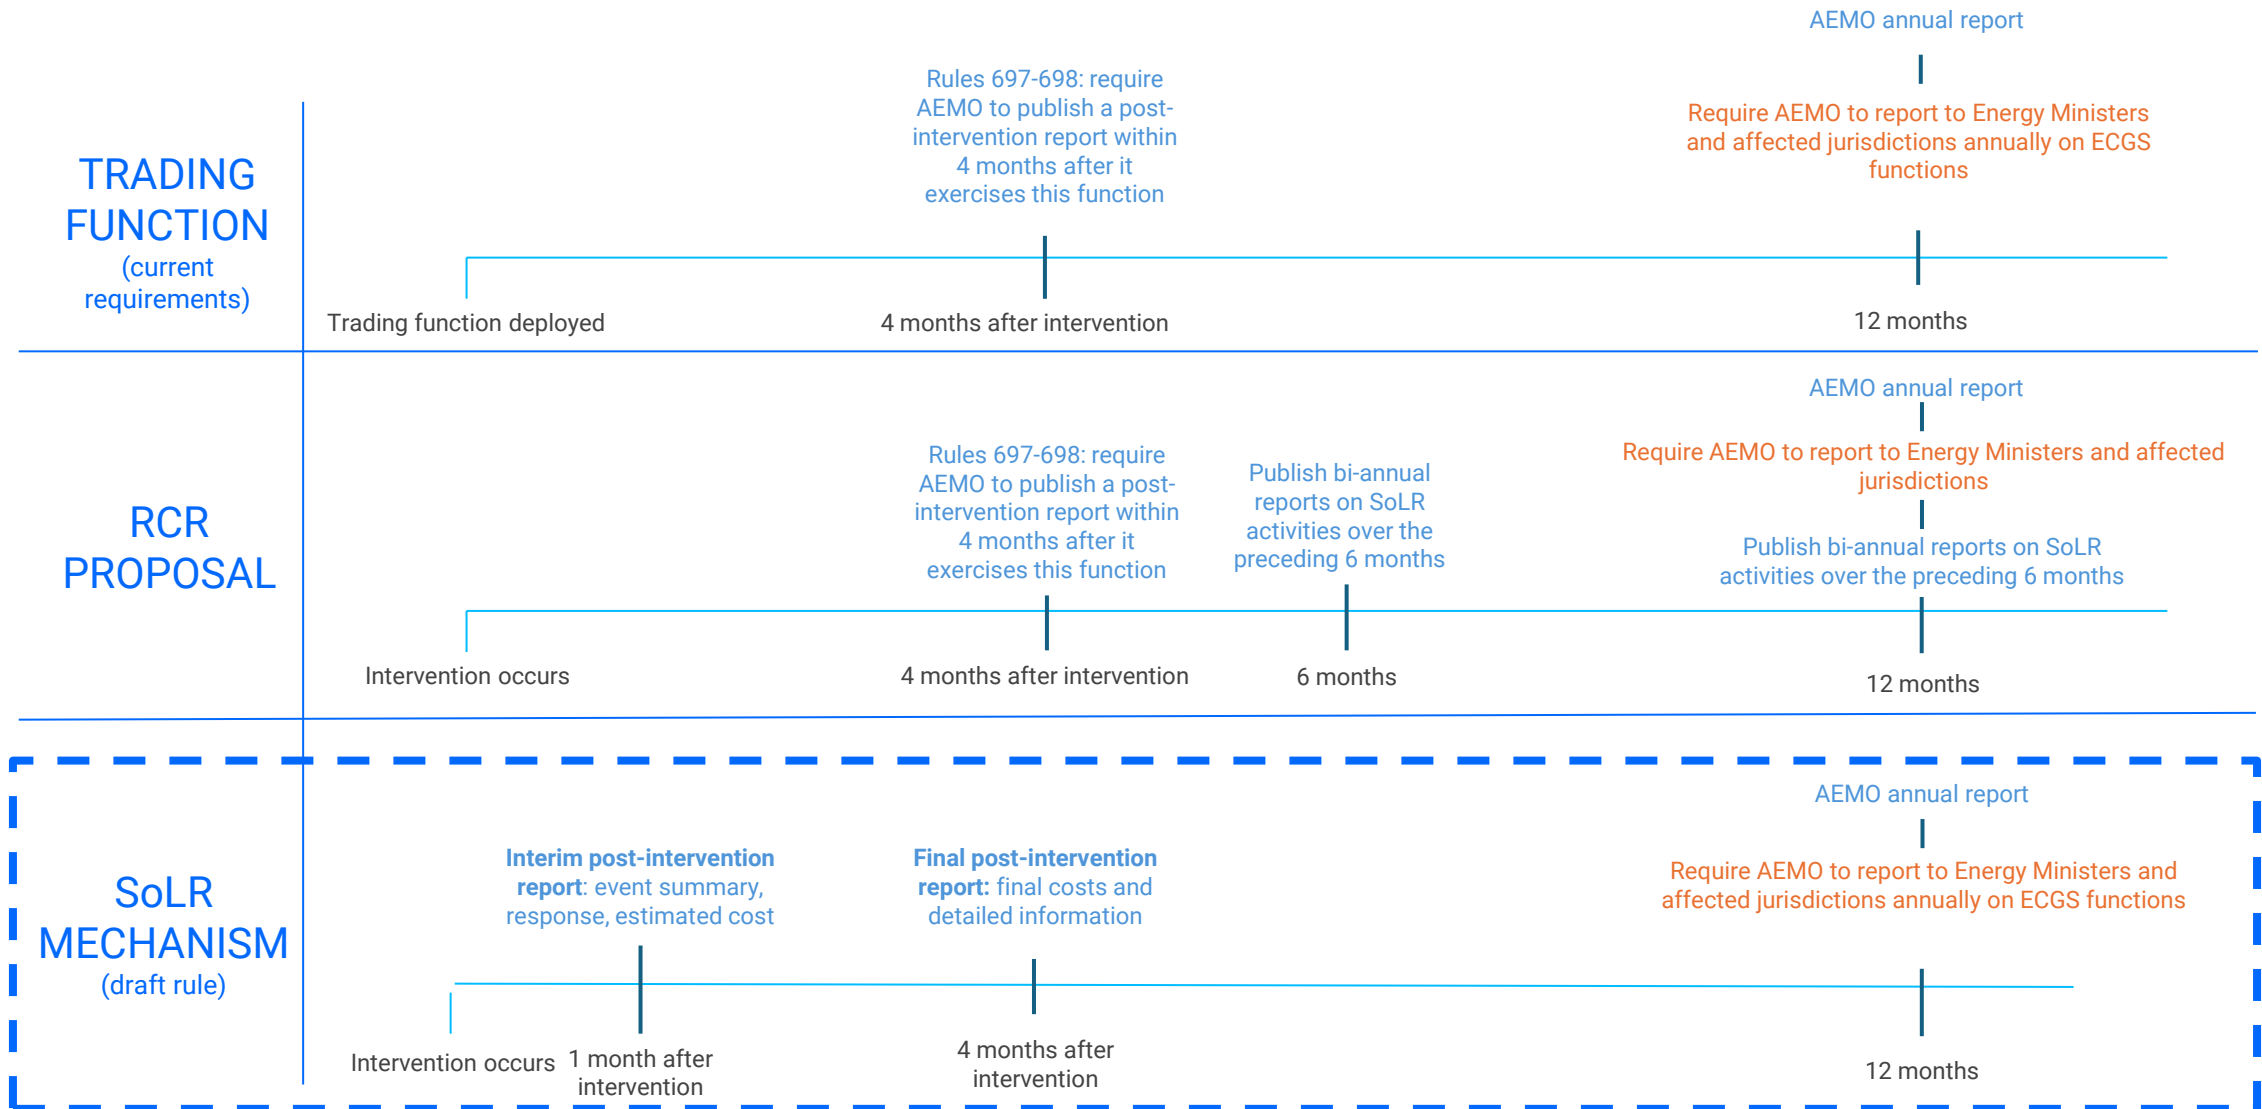 TRADING
FUNCTION
(current
requirements)
Rules 697-698: require
AEMO to publish a post-
intervention report within
4 months after it
exercises this function
AEMO annual report
Require AEMO to report to Energy Ministers
and affected jurisdictions annually on ECGS
functions
Trading function deployed
4 months after intervention
12 months
RCR
PROPOSAL
Rules 697-698: require
AEMO to publish a post-
intervention report within
4 months after it
exercises this function
Publish bi-annual
reports on SoLR
activities over the
preceding 6 months
AEMO annual report
Require AEMO to report to Energy Ministers and affected
jurisdictions
Publish bi-annual reports on SoLR
activities over the preceding 6 months
Intervention occurs
4 months after intervention
6 months
12 months
SoLR
MECHANISM
(draft rule)
Interim post-intervention
report: event summary,
response, estimated cost
Final post-intervention
report: final costs and
detailed information
AEMO annual report
Require AEMO to report to Energy Ministers and
affected jurisdictions annually on ECGS functions
Intervention occurs
1 month after
intervention
4 months after
intervention
12 months